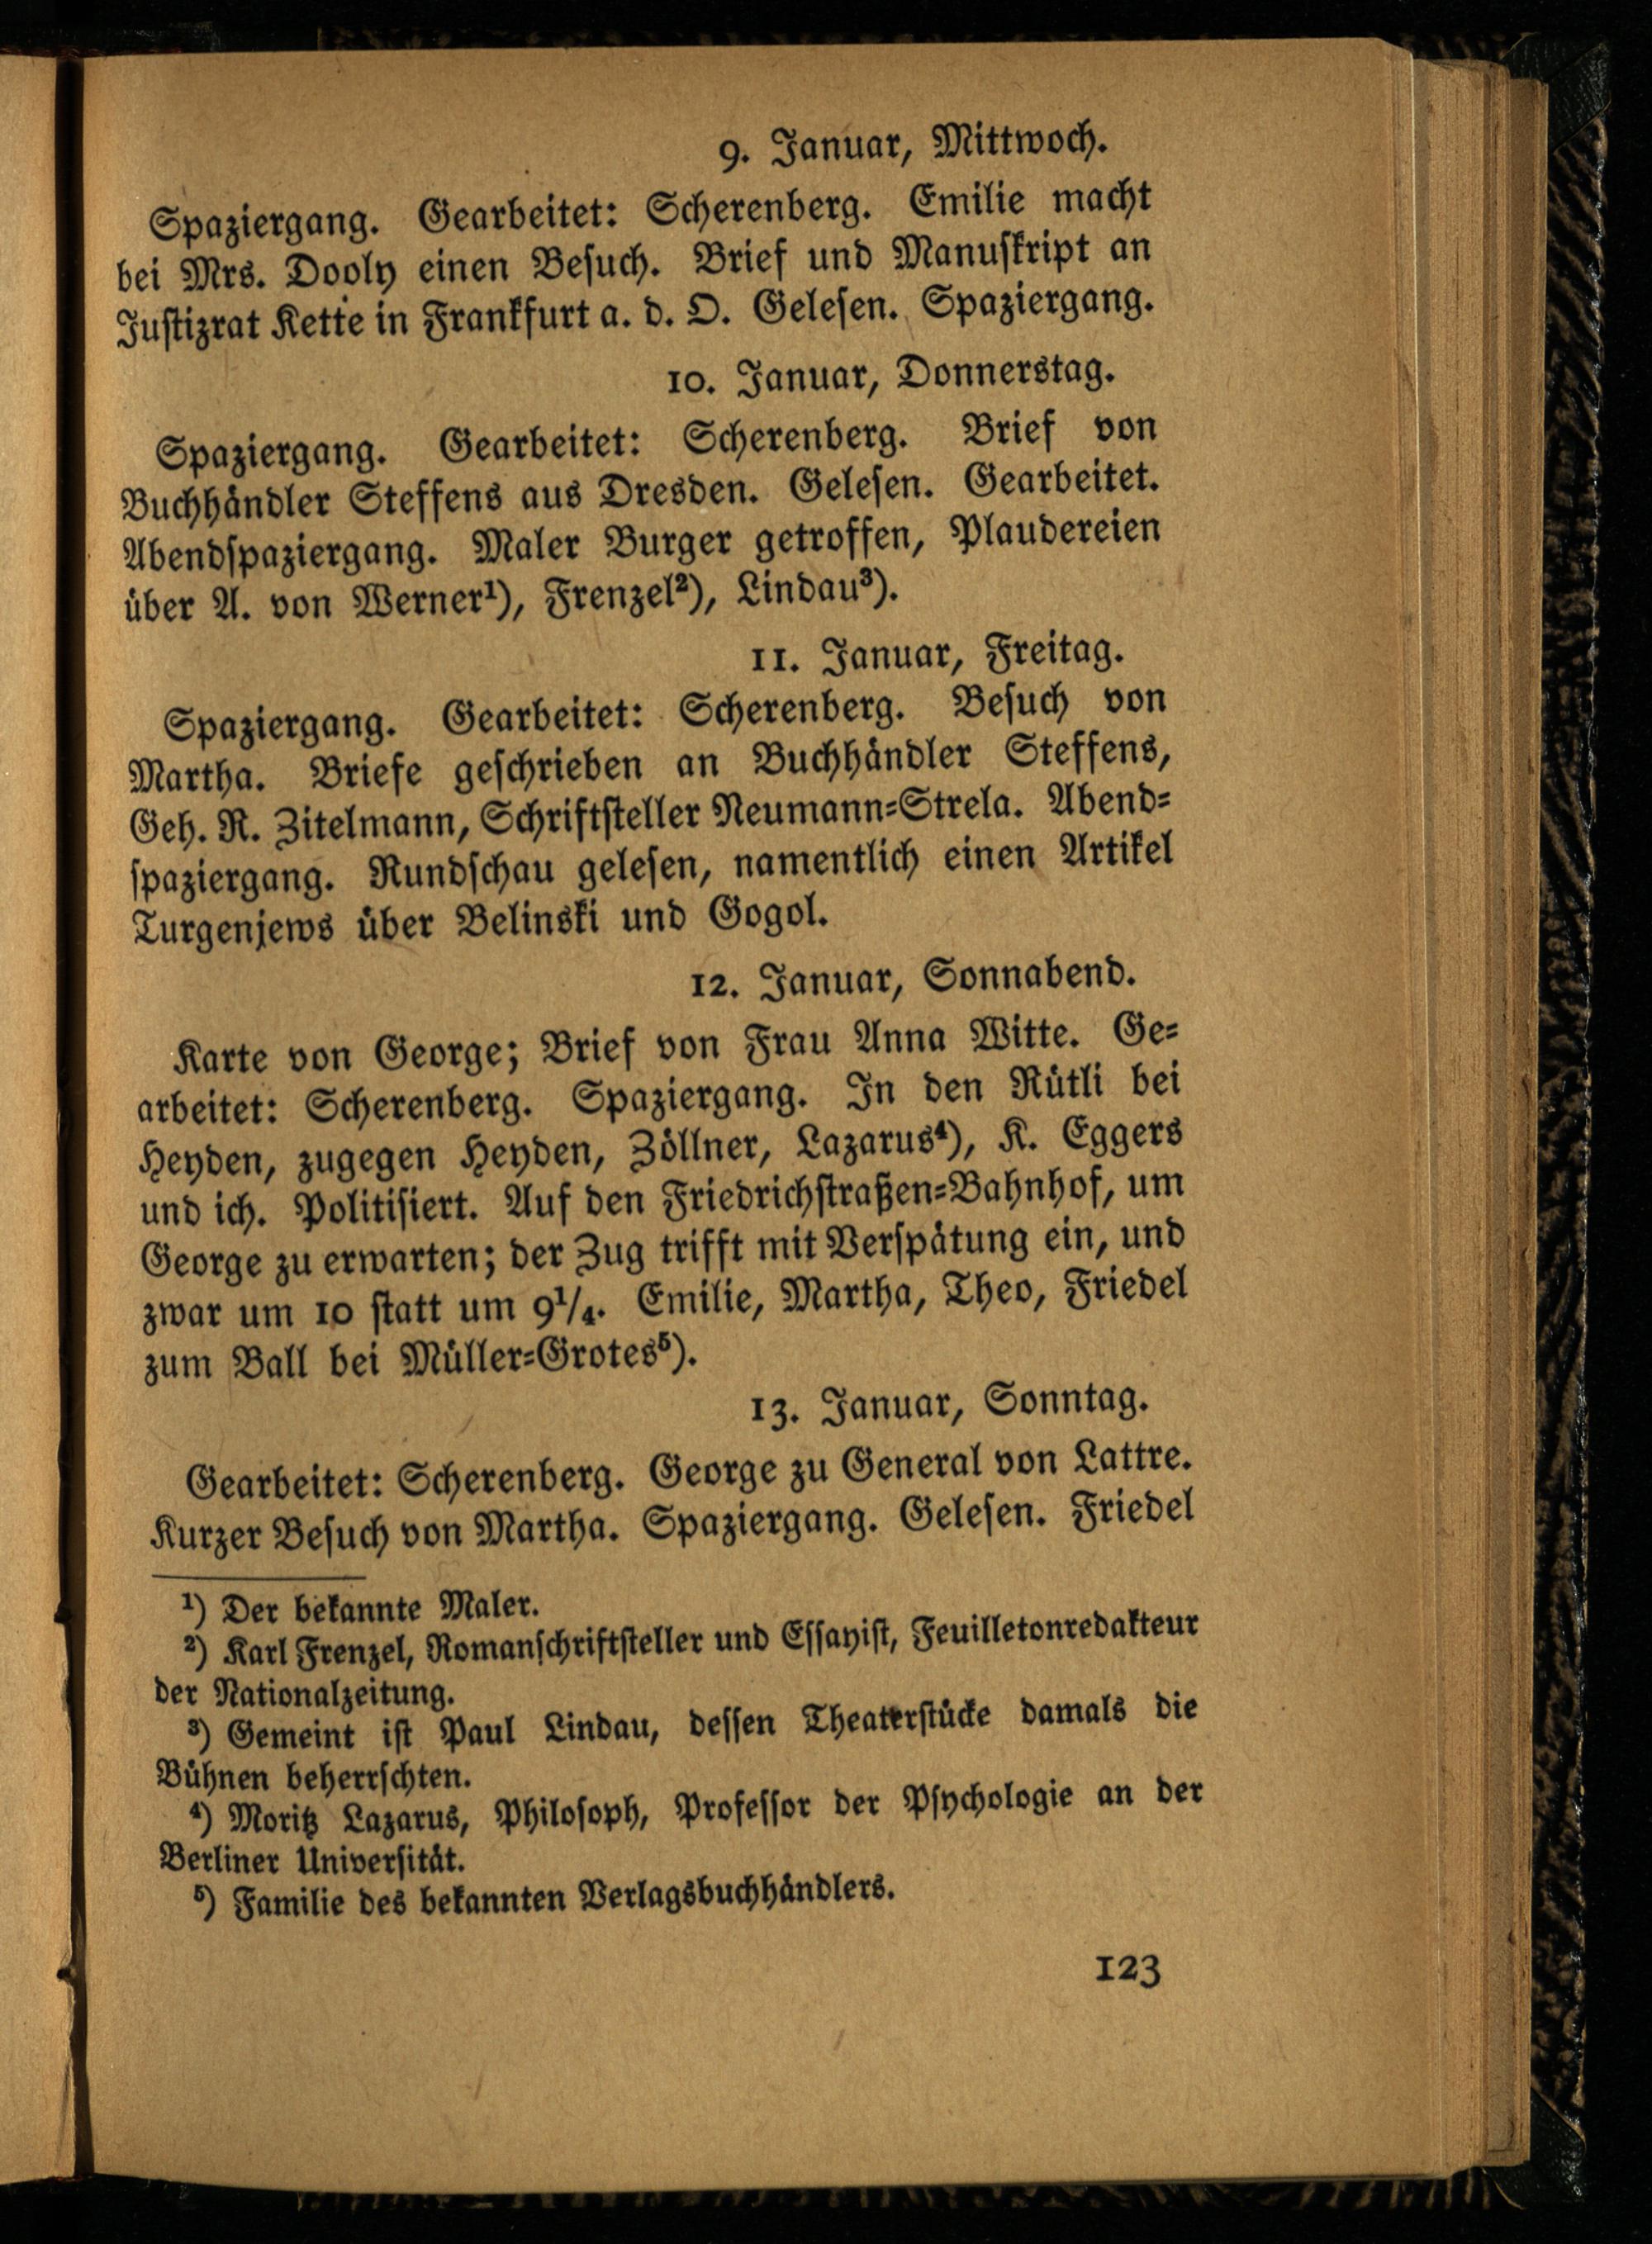 9. Januar, Mittwoch.
Spaziergang. Gearbeitet: Scherenberg. Emilie macht
bei Mrs. Dooly einen Besuch. Brief und Manuskript an
Justizrat Kette in Frankfurt a. d. O. Gelesen. Spaziergang.
10. Januar, Donnerstag.
Spaziergang. Gearbeitet: Scherenberg. Brief von
Buchhändler Steffens aus Dresden. Gelesen. Gearbeitet.
Abendspaziergang. Maler Burger getroffen, Plaudereien
über A. von Werner¹), Frenzel²), Lindau³).
11. Januar, Freitag.
Spaziergang. Gearbeitet: Scherenberg. Besuch von
Martha. Briefe geschrieben an Buchhändler Steffens,
Geh. R. Zitelmann, Schriftsteller Neumann-Strela. Abend-
spaziergang. Rundschau gelesen, namentlich einen Artikel
Turgenjews über Belinski und Gogol.
12. Januar, Sonnabend.
Karte von George; Brief von Frau Anna Witte. Ge-
arbeitet: Scherenberg. Spaziergang. In den Rütli bei
Heyden, zugegen Heyden, Zöllner, Lazarus⁴), K. Eggers
und ich. Politisiert. Auf den Friedrichstraßen-Bahnhof, um
George zu erwarten; der Zug trifft mit Verspätung ein, und
zwar um 10 statt um 9¹/₄. Emilie, Martha, Theo, Friedel
zum Ball bei Müller-Grotes⁵).
13. Januar, Sonntag.
Gearbeitet: Scherenberg. George zu General von Lattre.
Kurzer Besuch von Martha. Spaziergang. Gelesen. Friedel
¹) Der bekannte Maler.
²) Karl Frenzel, Romanschriftsteller und Essayist, Feuilletonredakteur
der Nationalzeitung.
³) Gemeint ist Paul Lindau, dessen Theaterstücke damals die
Bühnen beherrschten.
⁴) Moritz Lazarus, Philosoph, Professor der Psychologie an der
Berliner Universität.
⁵) Familie des bekannten Verlagsbuchhändlers.
123